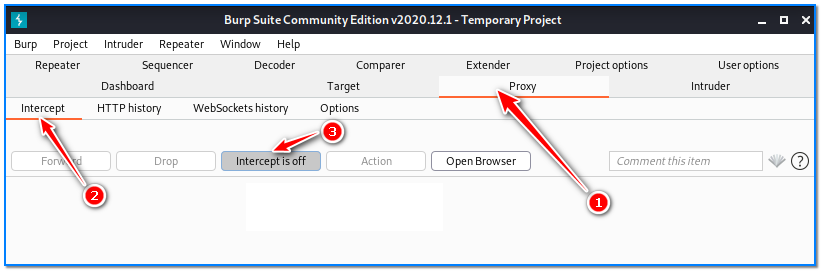 Burp Suite Community Edition v2020.12.1 - Temporary Project
Burp Project Intruder Repeater Window Help
Repeater Sequencer Decoder Comparer Extender Project options User options
Dashboard Target Proxy Intruder
Intercept HTTP history WebSockets history Options
3
Forward Drop Intercept is off Action Open Browser Comment this item ?
2
1